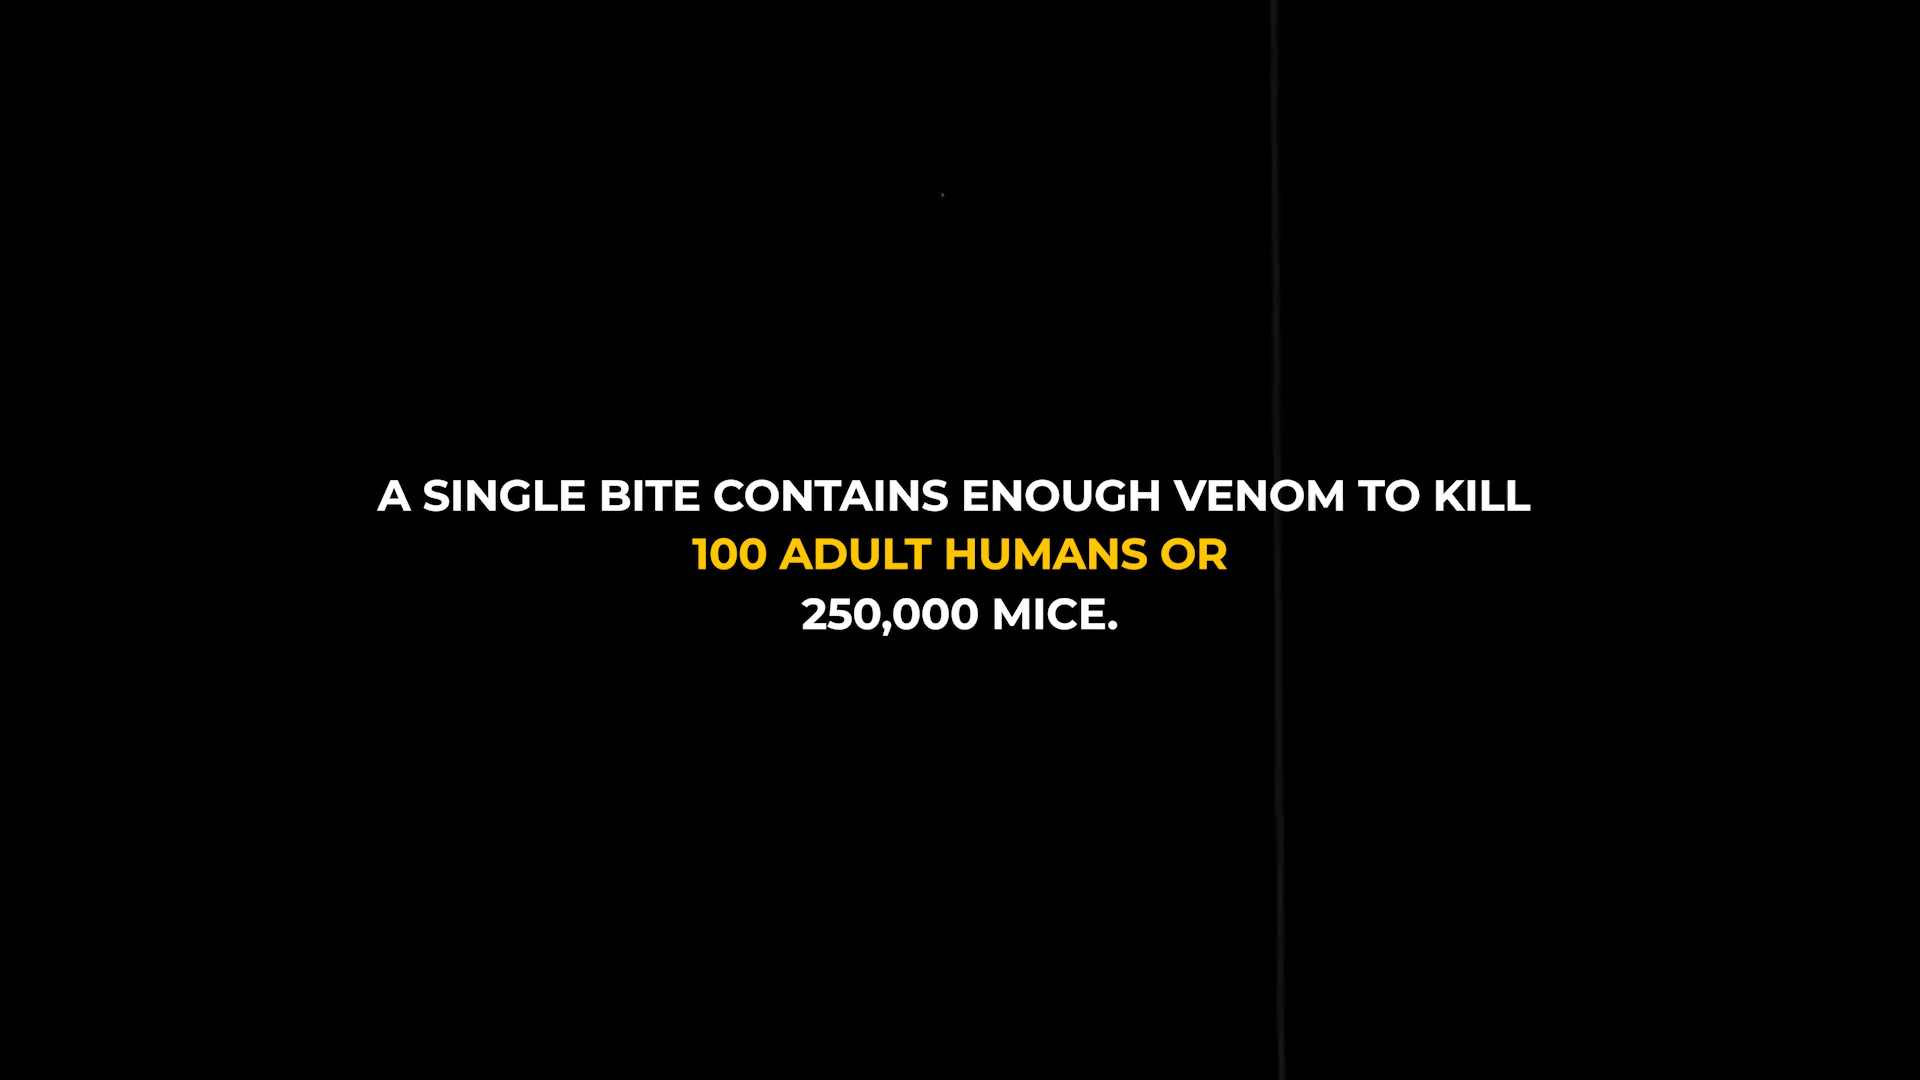 A SINGLE BITE CONTAINS ENOUGH VENOM TO KILL
100 ADULT HUMANS OR
250,000 MICE.